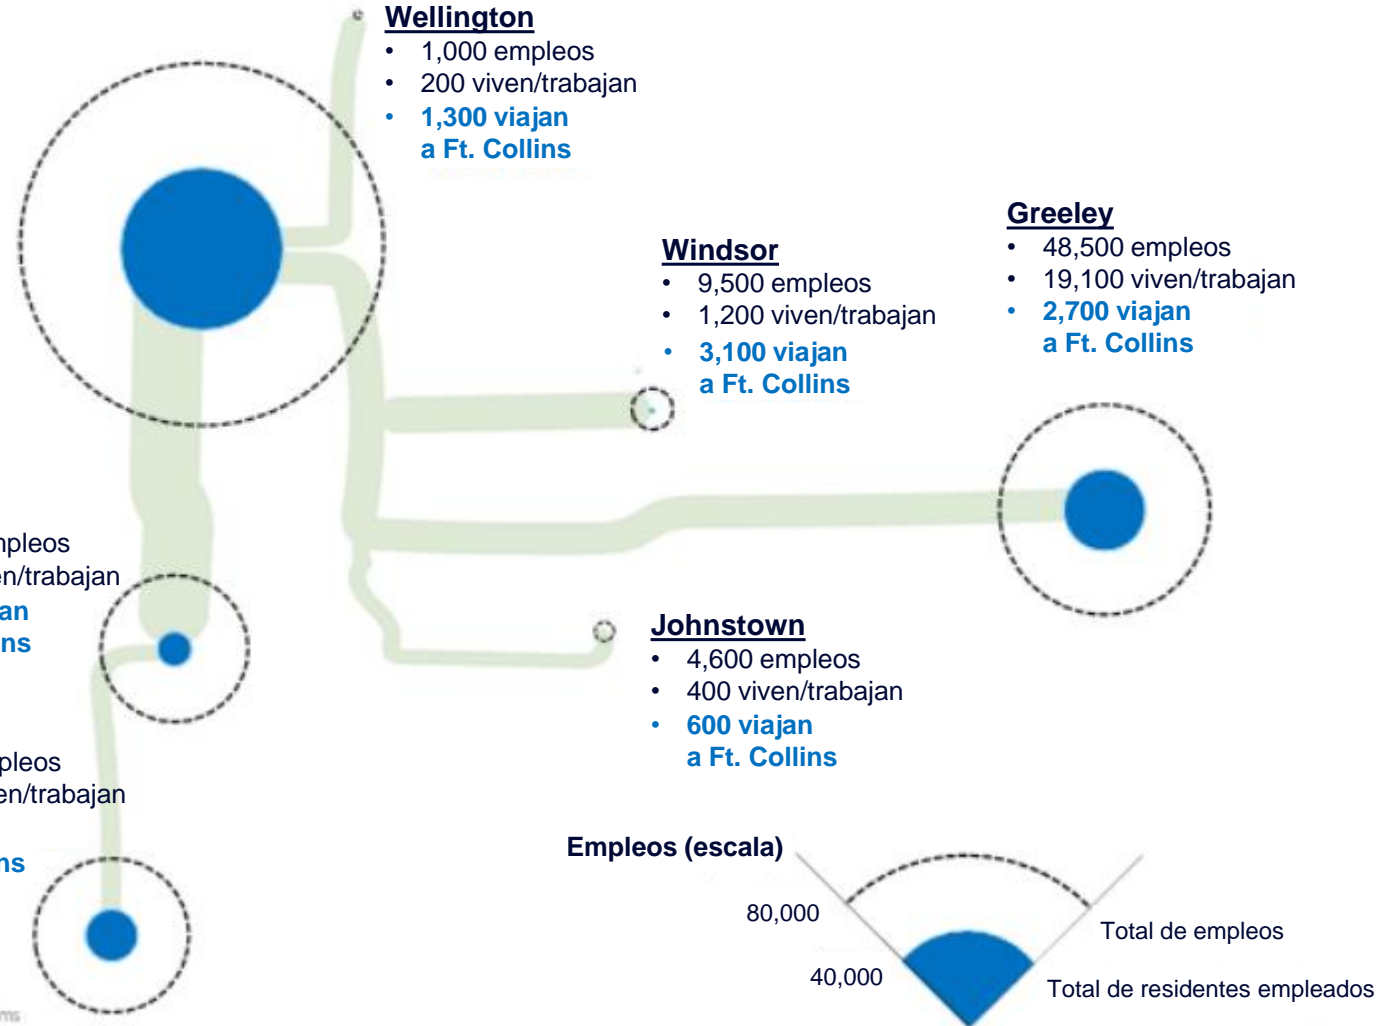 Wellington
• 1,000 empleos
• 200 viven/trabajan
• 1,300 viajan
a Ft. Collins
Windsor
• 9,500 empleos
• 1,200 viven/trabajan
• 3,100 viajan
a Ft. Collins
Greeley
• 48,500 empleos
• 19,100 viven/trabajan
• 2,700 viajan
a Ft. Collins
Johnstown
• 4,600 empleos
• 400 viven/trabajan
• 600 viajan
a Ft. Collins
Empleos (escala)
80,000
40,000
Total de empleos
Total de residentes empleados